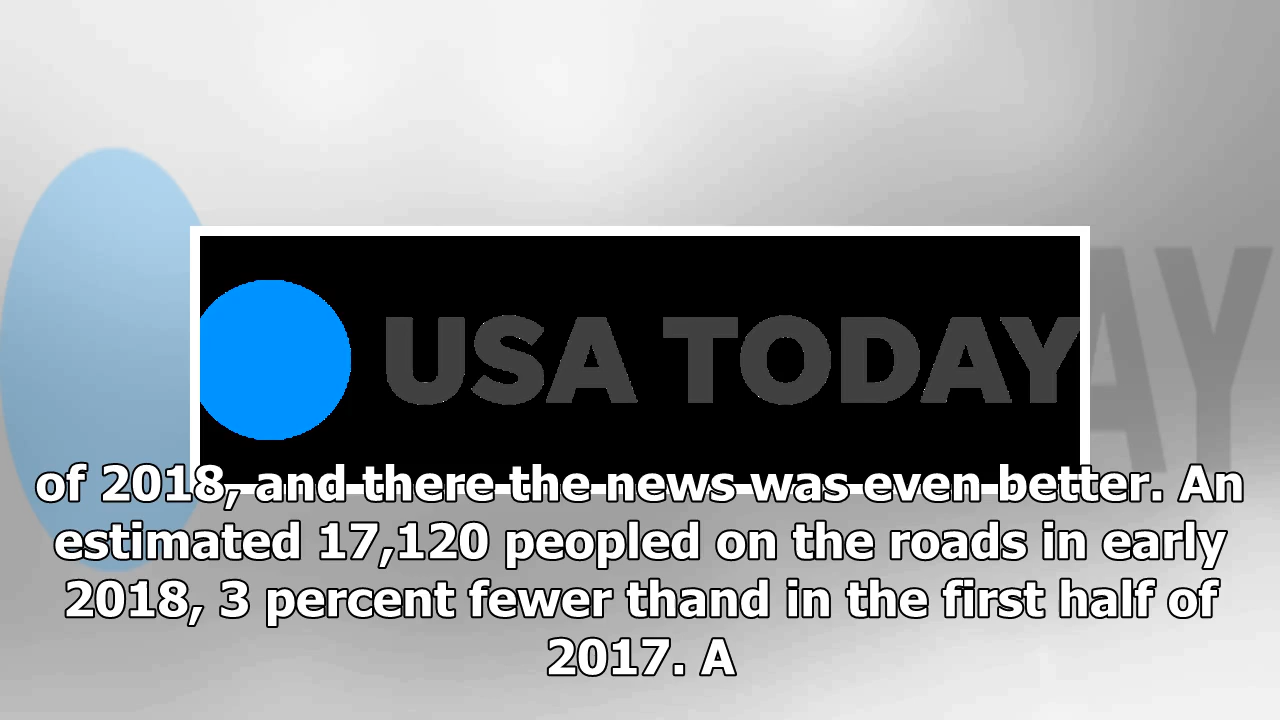 USA TODAY
AY
of 2018, and there the news was even better. An
estimated 17,120 peopled on the roads in early
2018, 3 percent fewer thand in the first half of
2017. A